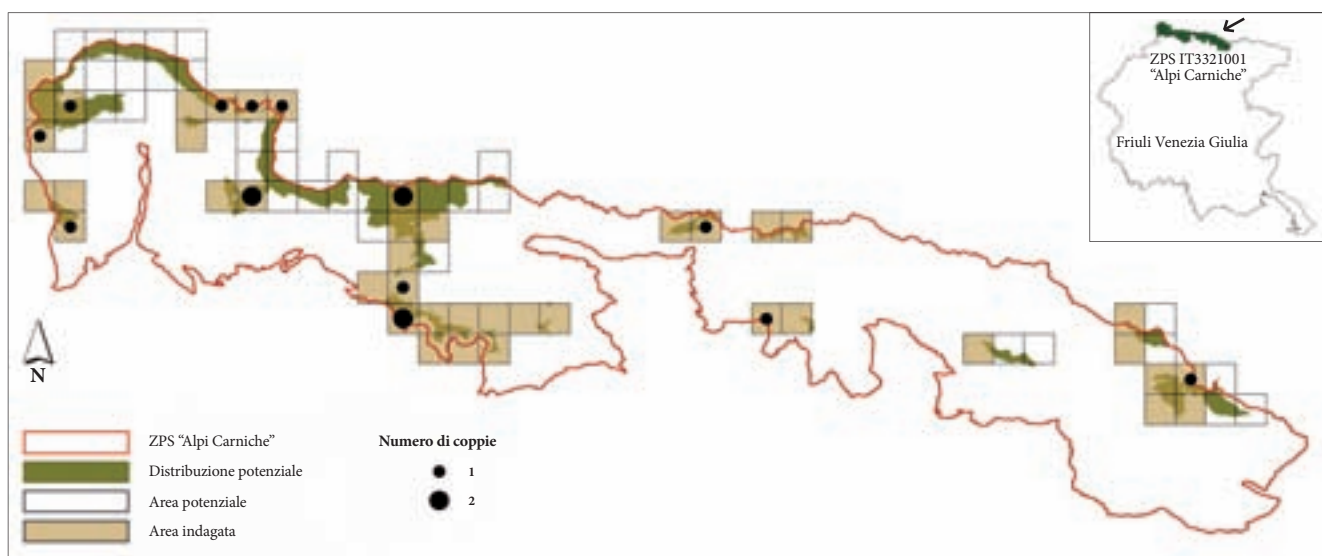 ZPS IT3321001
“Alpi Carniche”
Friuli Venezia Giulia
N
ZPS “Alpi Carniche”
Distribuzione potenziale
Area potenziale
Area indagata
Numero di coppie
1
2